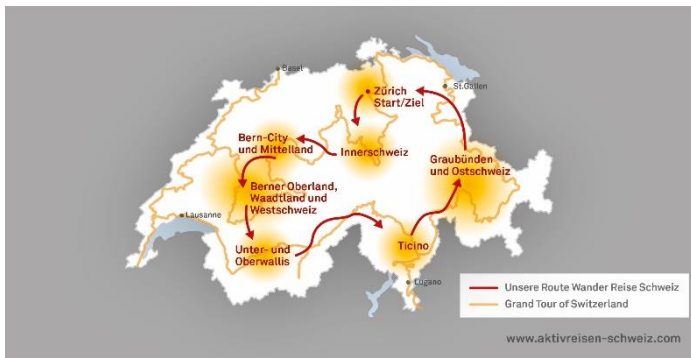 Basel
St.Gallen
Zürich
Start/Ziel
Bern-City
und Mittelland
Innerschweiz
Graubünden
und Ostschweiz
Berner Oberland,
Waadtland und
Westschweiz
Lausanne
Unter- und
Oberwallis
Ticino
Lugano
Unsere Route Wander Reise Schweiz
Grand Tour of Switzerland
www.aktivreisen-schweiz.com